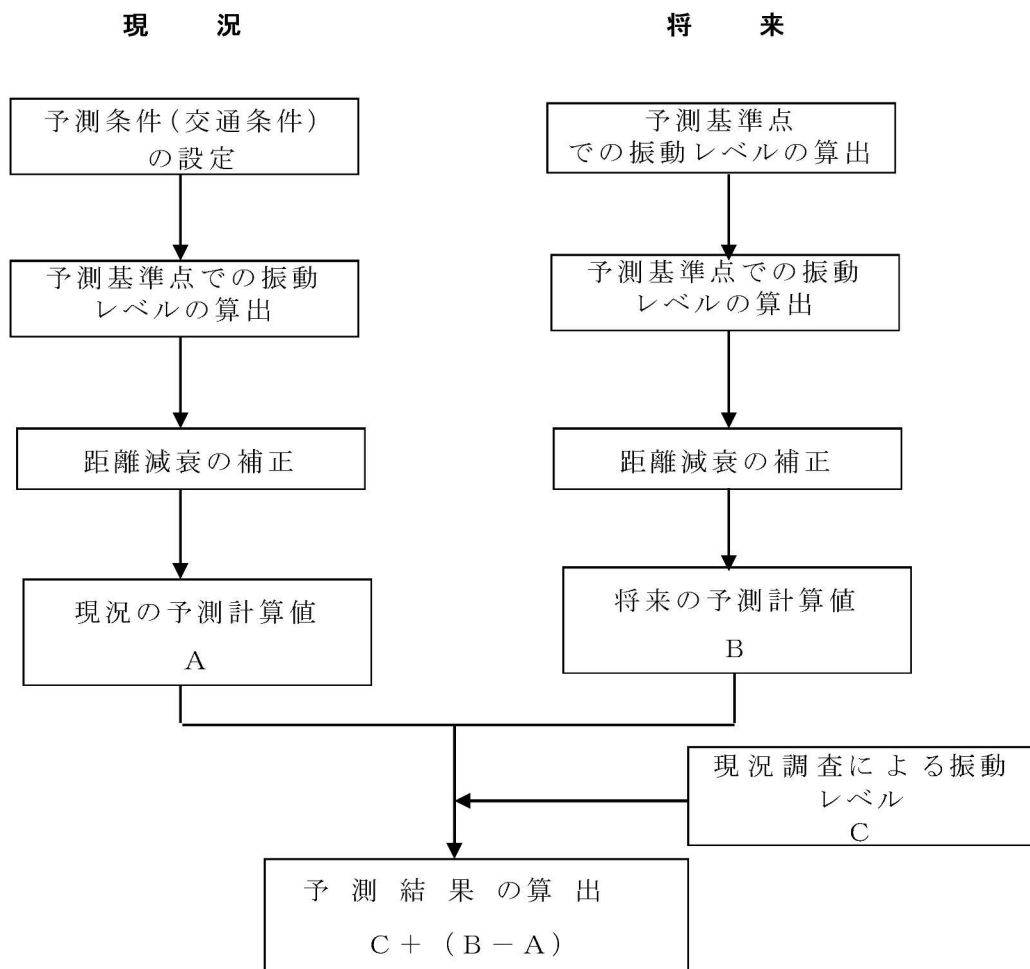 現 況
予測条件(交通条件)
の設定
予測基準点での振動
レベルの算出
距離減衰の補正
現況の予測計算値
A
将 来
予測基準点
での振動レベルの算出
予測基準点での振動
レベルの算出
距離減衰の補正
将来の予測計算値
B
現況調査による振動
レベル
C
予測結果の算出
C+(B-A)